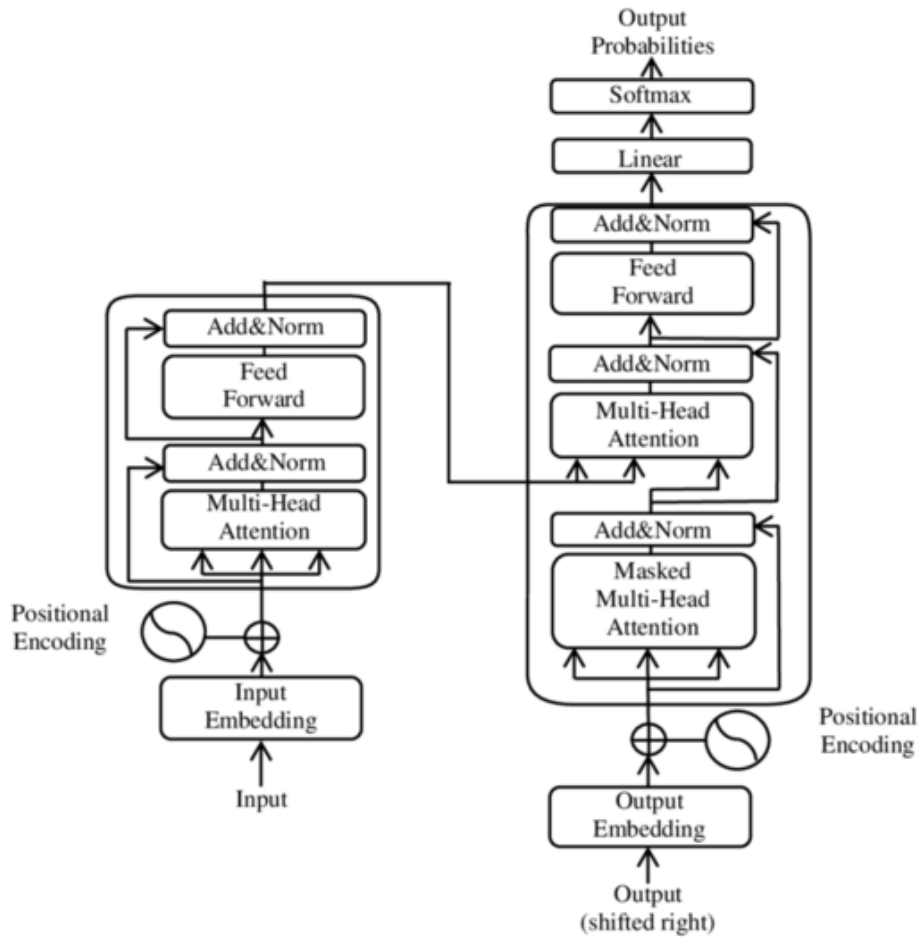 Output
Probabilities
Softmax
Linear
Add&Norm
Feed
Forward
Add&Norm
Multi-Head
Attention
Add&Norm
Masked
Multi-Head
Attention
Positional
Encoding
Output
Embedding
Output
(shifted right)
Add&Norm
Feed
Forward
Add&Norm
Multi-Head
Attention
Positional
Encoding
Input
Embedding
Input